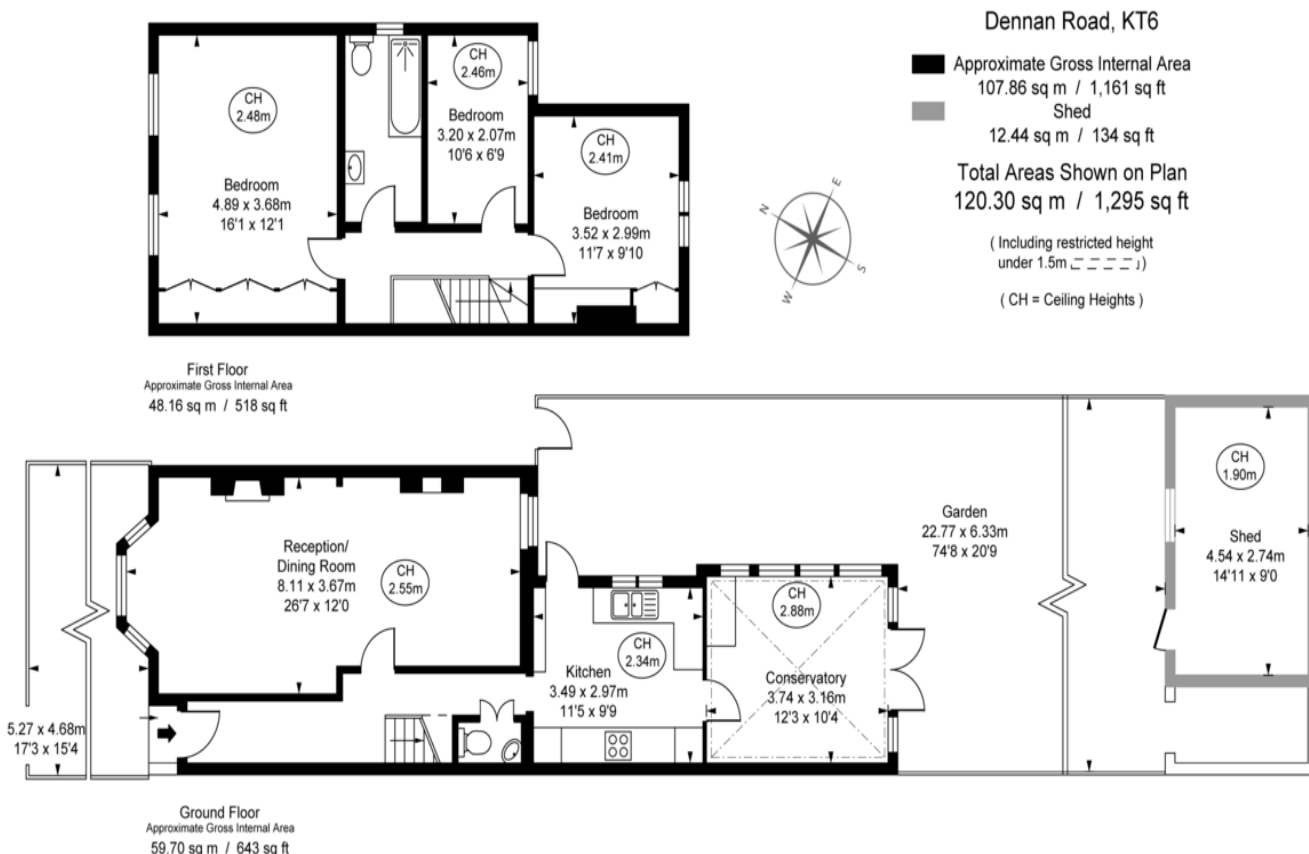 Dennan Road, KT6
Approximate Gross Internal Area
107.86 sq m / 1,161 sq ft
Shed
12.44 sq m / 134 sq ft
Total Areas Shown on Plan
120.30 sq m / 1,295 sq ft
( Including restricted height
under 1.5m )
( CH = Ceiling Heights )
N
E
S
W
CH
2.48m
Bedroom
4.89 x 3.68m
16'1 x 12'1
CH
2.46m
Bedroom
3.20 x 2.07m
10'6 x 6'9
CH
2.41m
Bedroom
3.52 x 2.99m
11'7 x 9'10
First Floor
Approximate Gross Internal Area
48.16 sq m / 518 sq ft
Reception/
Dining Room
8.11 x 3.67m
26'7 x 12'0
CH
2.55m
Kitchen
3.49 x 2.97m
11'5 x 9'9
CH
2.34m
CH
2.88m
Conservatory
3.74 x 3.16m
12'3 x 10'4
Garden
22.77 x 6.33m
74'8 x 20'9
CH
1.90m
Shed
4.54 x 2.74m
14'11 x 9'0
5.27 x 4.68m
17'3 x 15'4
Ground Floor
Approximate Gross Internal Area
59.70 sq m / 643 sq ft